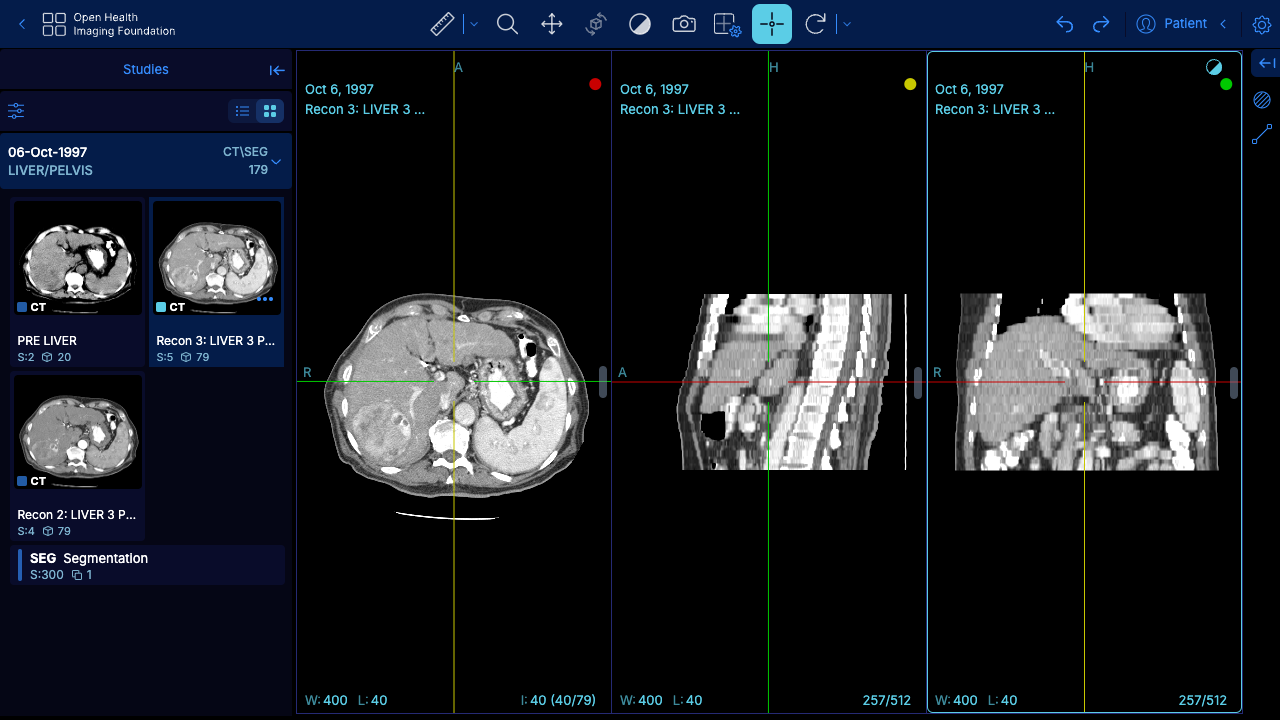 Open Health
Imaging Foundation
Patient
Studies
06-Oct-1997
CT\SEG
LIVER/PELVIS
179
CT
PRE LIVER
S:2 20
CT
Recon 3: LIVER 3 P...
S:5 79
CT
Recon 2: LIVER 3 P...
S:4 79
SEG Segmentation
S:300 1
A
Oct 6, 1997
Recon 3: LIVER 3 ...
R
W: 400 L: 40
I: 40 (40/79)
H
Oct 6, 1997
Recon 3: LIVER 3 ...
A
W: 400 L: 40
257/512
H
Oct 6, 1997
Recon 3: LIVER 3 ...
R
W: 400 L: 40
257/512